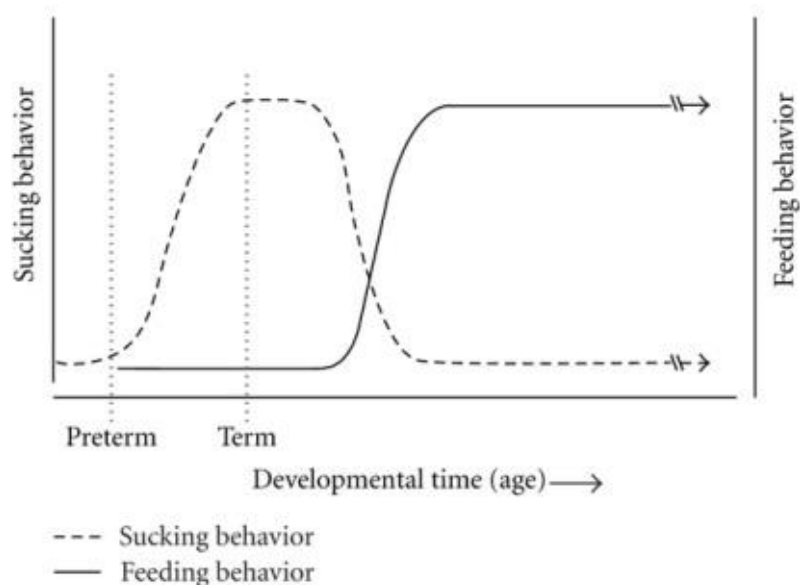 Sucking behavior
Feeding behavior
Preterm
Term
Developmental time (age)
Sucking behavior
Feeding behavior